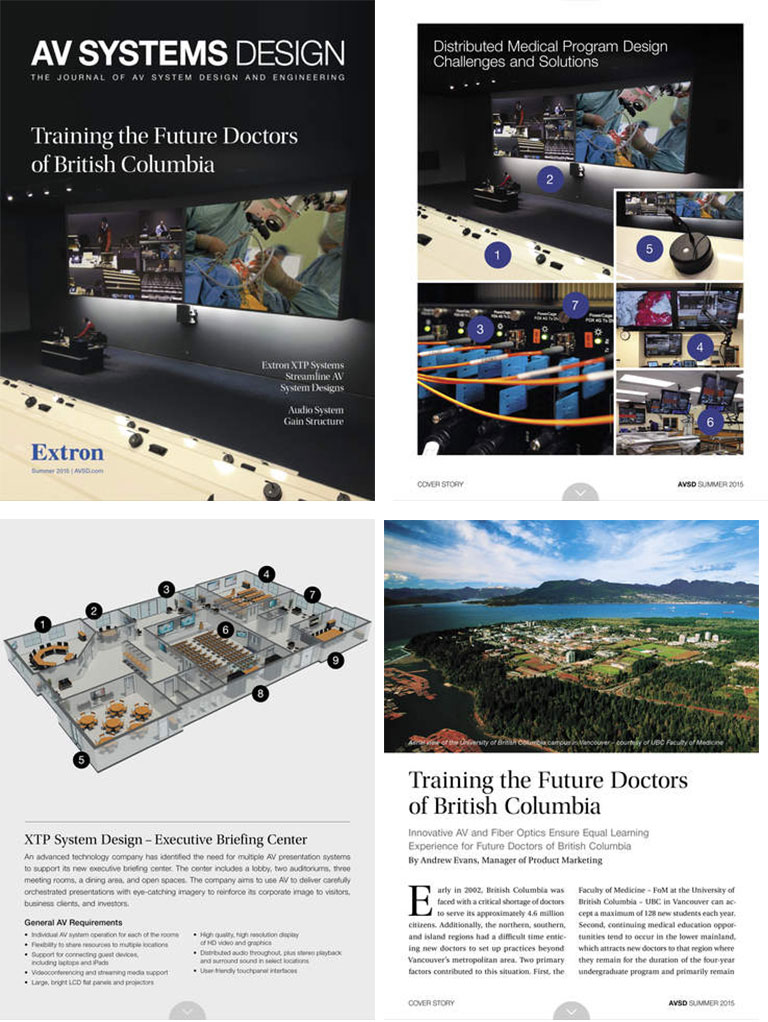 AV SYSTEMS DESIGN
THE JOURNAL OF AV SYSTEM DESIGN AND ENGINEERING
Training the Future Doctors
of British Columbia
Extron XTP Systems
Streamline AV
System Designs
Audio System
Gain Structure
Extron
Summer 2015 | AVSD.com
Distributed Medical Program Design
Challenges and Solutions
2
1
5
3
7
4
6
PowerCage
FOX 4G Tx DVI
PowerCage
COVER STORY
AVSD SUMMER 2015
1
2
3
4
7
6
9
8
5
XTP System Design – Executive Briefing Center
An advanced technology company has identified the need for multiple AV presentation systems
to support its new executive briefing center. The center includes a lobby, two auditoriums, three
meeting rooms, a dining area, and open spaces. The company aims to use AV to deliver carefully
orchestrated presentations with eye-catching imagery to reinforce its corporate image to visitors,
business clients, and investors.
General AV Requirements
• Individual AV system operation for each of the rooms
• Flexibility to share resources to multiple locations
• Support for connecting guest devices,
including laptops and iPads
• Videoconferencing and streaming media support
• Large, bright LCD flat panels and projectors
• High quality, high resolution display
of HD video and graphics
• Distributed audio throughout, plus stereo playback
and surround sound in select locations
• User-friendly touchpanel interfaces
Aerial view of the University of British Columbia campus in Vancouver – courtesy of UBC Faculty of Medicine
Training the Future Doctors
of British Columbia
Innovative AV and Fiber Optics Ensure Equal Learning
Experience for Future Doctors of British Columbia
By Andrew Evans, Manager of Product Marketing
Early in 2002, British Columbia was
faced with a critical shortage of doctors
to serve its approximately 4.6 million
citizens. Additionally, the northern, southern,
and island regions had a difficult time entic-
ing new doctors to set up practices beyond
Vancouver's metropolitan area. Two primary
factors contributed to this situation. First, the
Faculty of Medicine - FoM at the University of
British Columbia – UBC in Vancouver can ac-
cept a maximum of 128 new students each year.
Second, continuing medical education oppor-
tunities tend to occur in the lower mainland,
which attracts new doctors to that region where
they remain for the duration of the four-year
undergraduate program and primarily remain
COVER STORY
AVSD SUMMER 2015